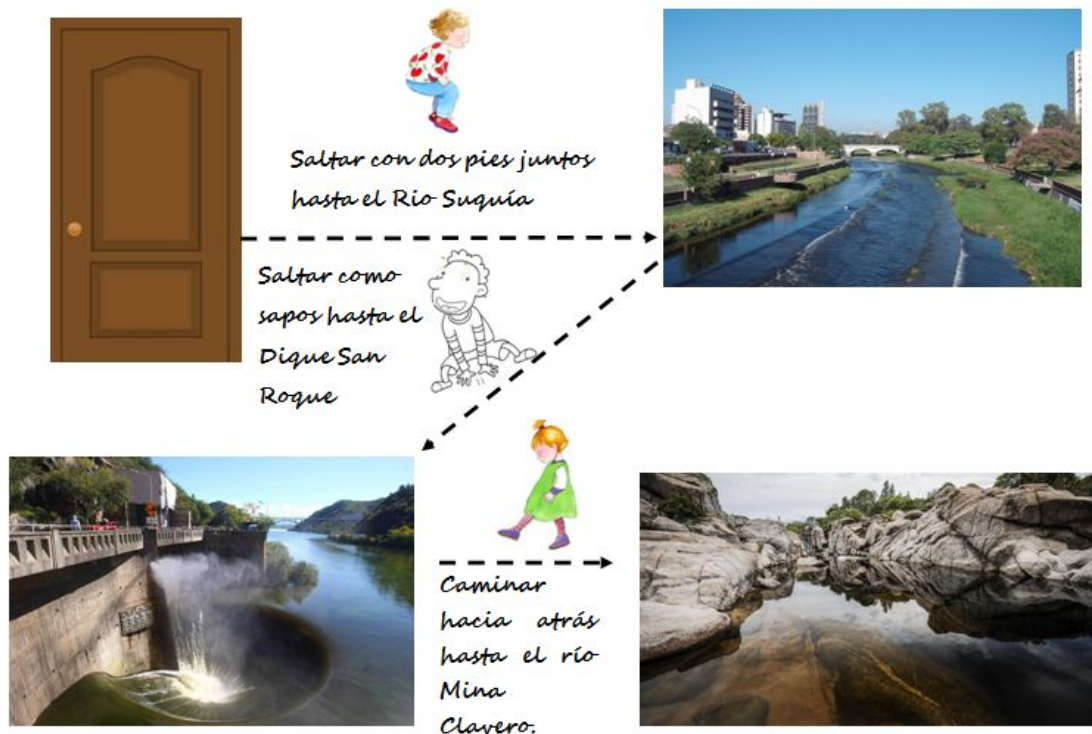 Saltar con dos pies juntos
hasta el Rio Suquía
Saltar como
sapos hasta el
Dique San
Roque
Caminar
hacia atrás
hasta el río
Mina
Clavero.